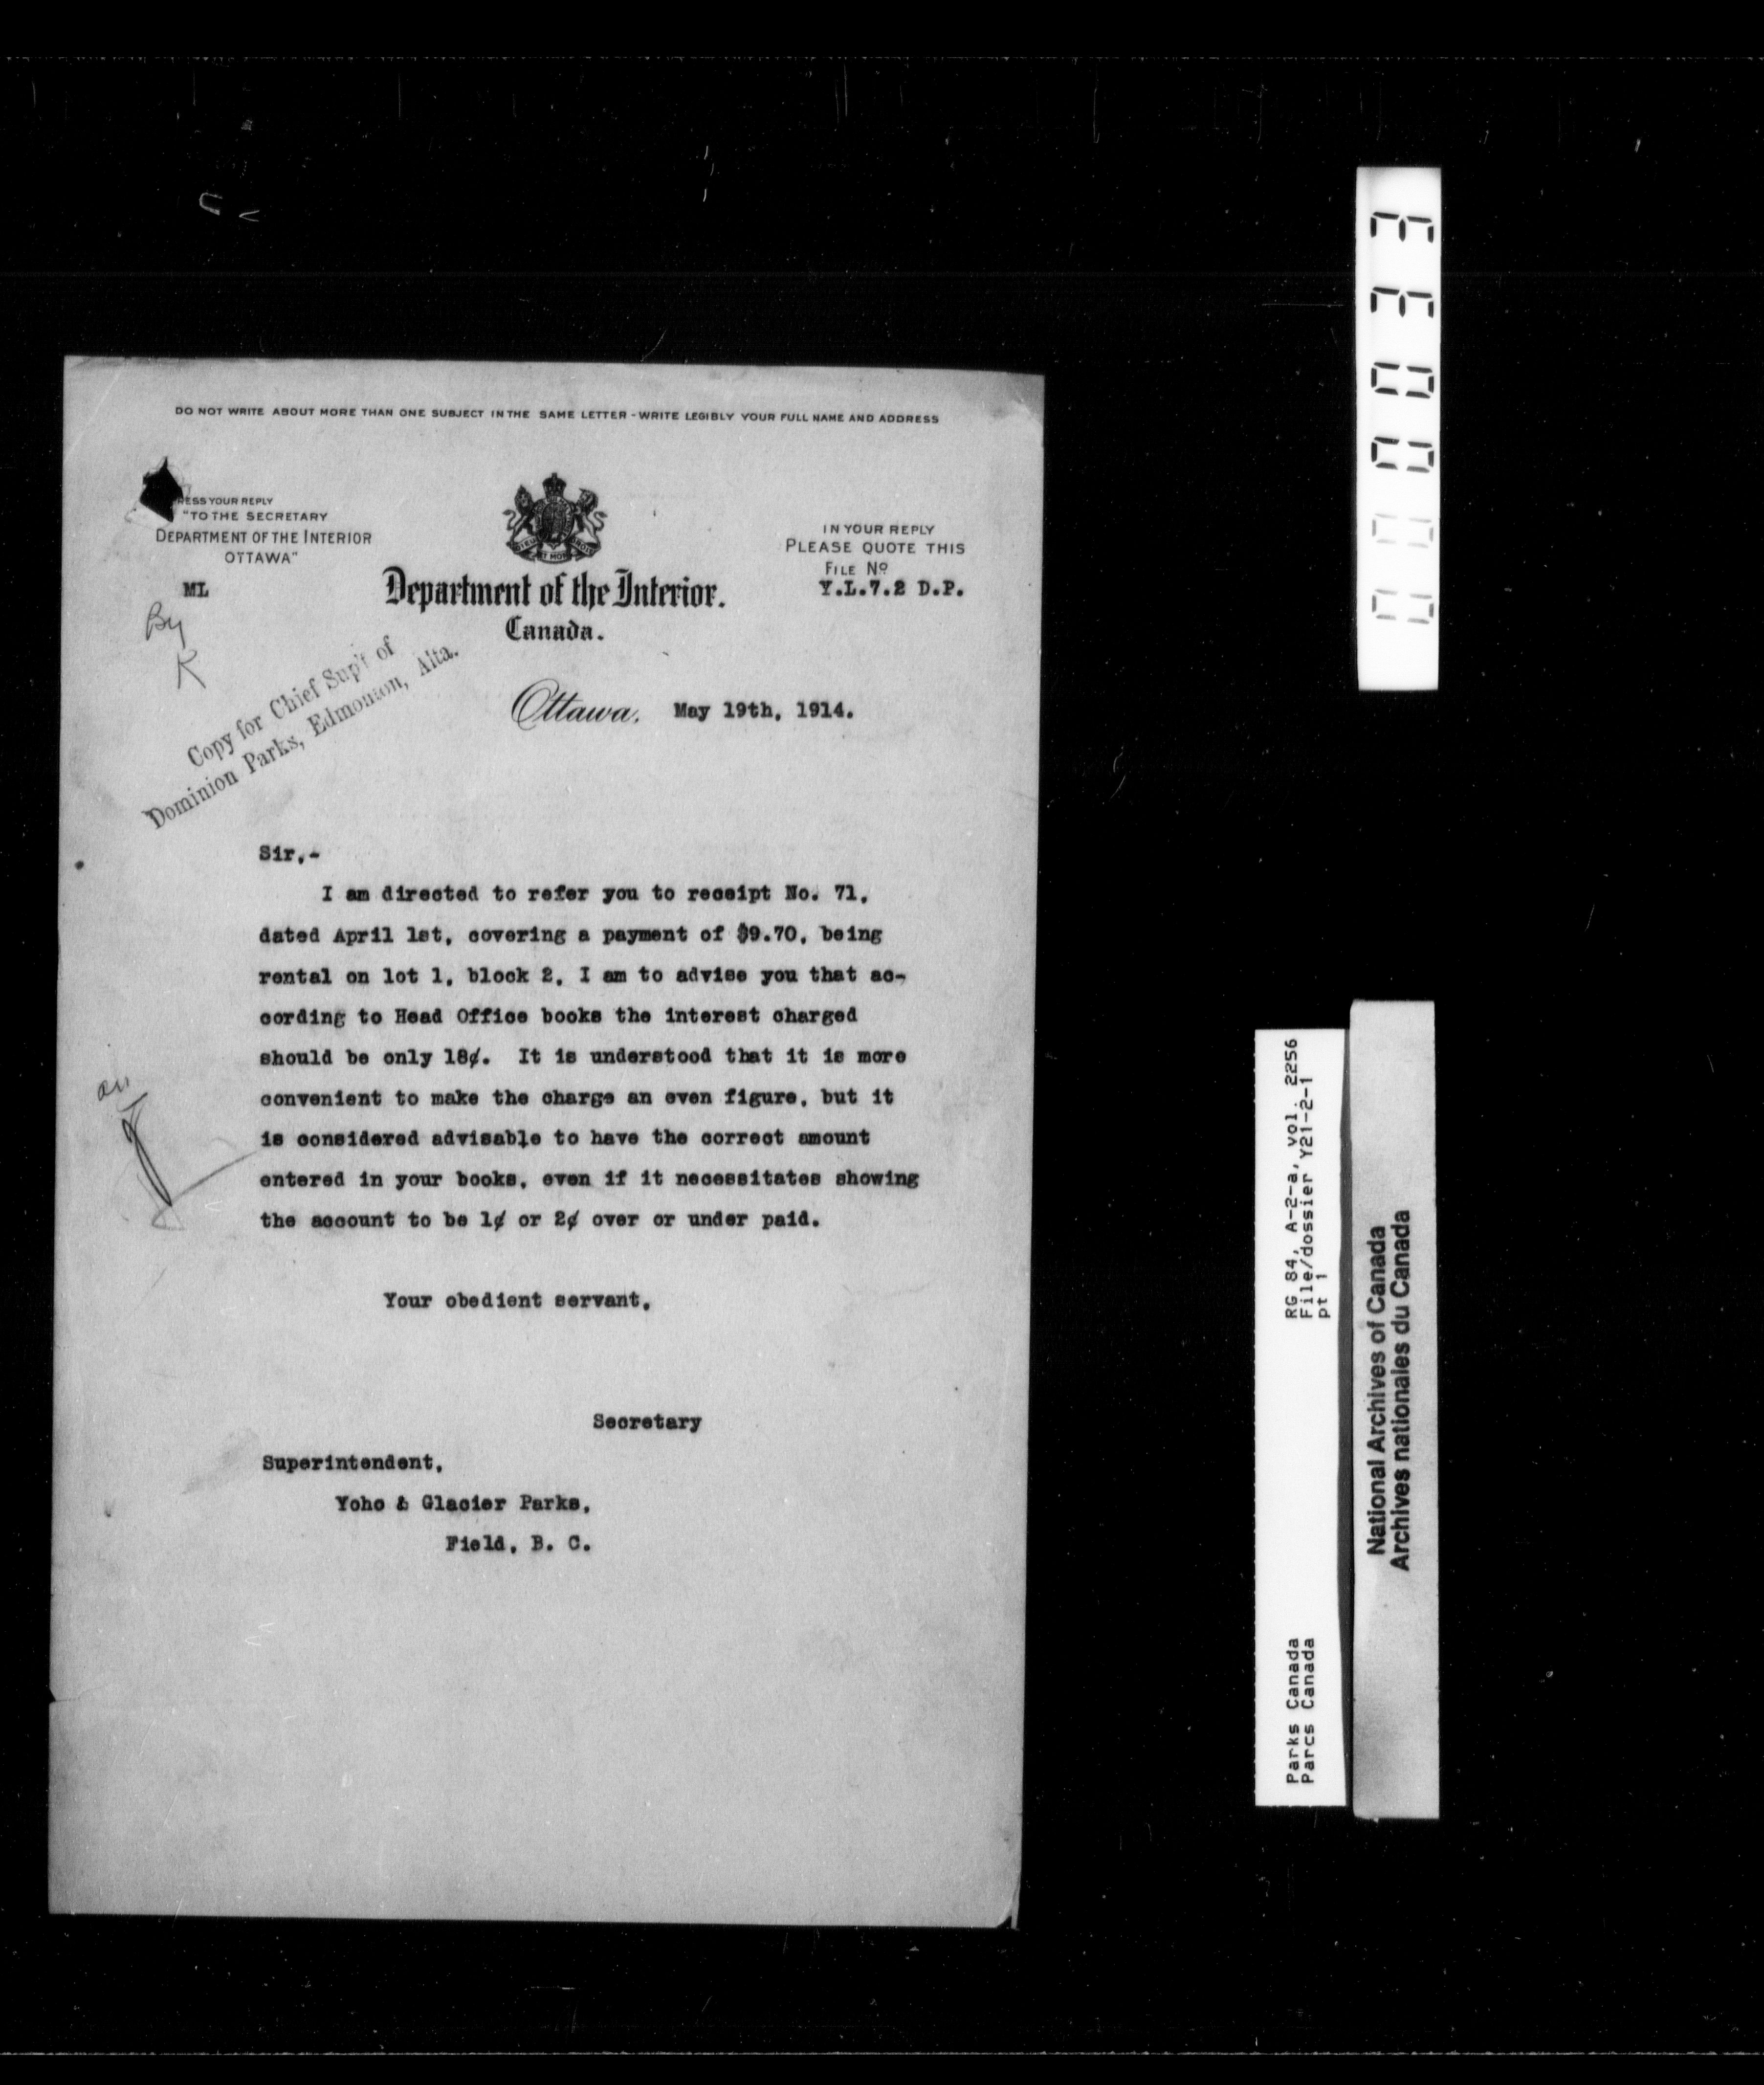 DO NOT WRITE ABOUT MORE THAN ONE SUBJECT IN THE SAME LETTER - WRITE LEGIBLY YOUR FULL NAME AND ADDRESS
RESS YOUR REPLY
"TO THE SECRETARY
DEPARTMENT OF THE INTERIOR
OTTAWA"
ML
By
K
IN YOUR REPLY
PLEASE QUOTE THIS
FILE No
Y.L.7.2 D.P.
Department of the Interior.
Canada.
Copy for Chief Sup't of
Dominion Parks, Edmonton, Alta.
Ottawa, May 19th, 1914.
Sir,-
I am directed to refer you to receipt No. 71,
dated April 1st, covering a payment of $9.70, being
rental on lot 1, block 2, I am to advise you that ac-
cording to Head Office books the interest charged
should be only 18¢. It is understood that it is more
convenient to make the charge an even figure, but it
is considered advisable to have the correct amount
entered in your books, even if it necessitates showing
the account to be 1¢ or 2¢ over or under paid.
Your obedient servant,
Secretary
Superintendent,
Yoho & Glacier Parks,
Field, B. C.
000033
RG 84, A-2-a, vol. 2256
File/dossier Y21-2-1
pt 1
Parks Canada
Parcs Canada
National Archives of Canada
Archives nationales du Canada